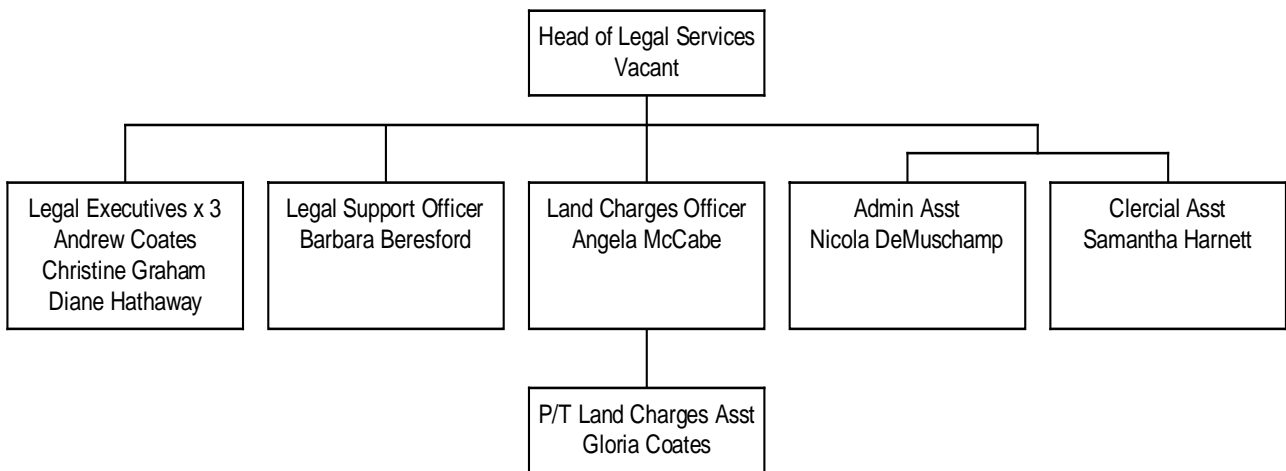 Head of Legal Services
Vacant
Legal Executives x 3
Andrew Coates
Christine Graham
Diane Hathaway
Legal Support Officer
Barbara Beresford
Land Charges Officer
Angela McCabe
Admin Asst
Nicola DeMuschamp
Clercial Asst
Samantha Harnett
P/T Land Charges Asst
Gloria Coates